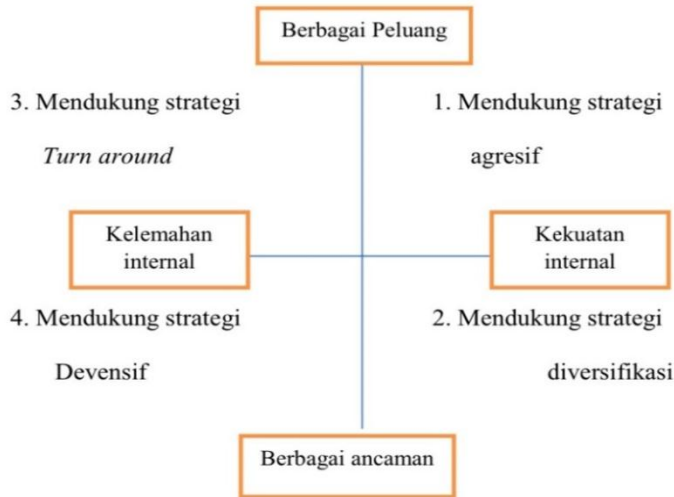 Berbagai Peluang
3. Mendukung strategi
Turn around
1. Mendukung strategi
agresif
Kelemahan
internal
Kekuatan
internal
4. Mendukung strategi
Devensif
2. Mendukung strategi
diversifikasi
Berbagai ancaman